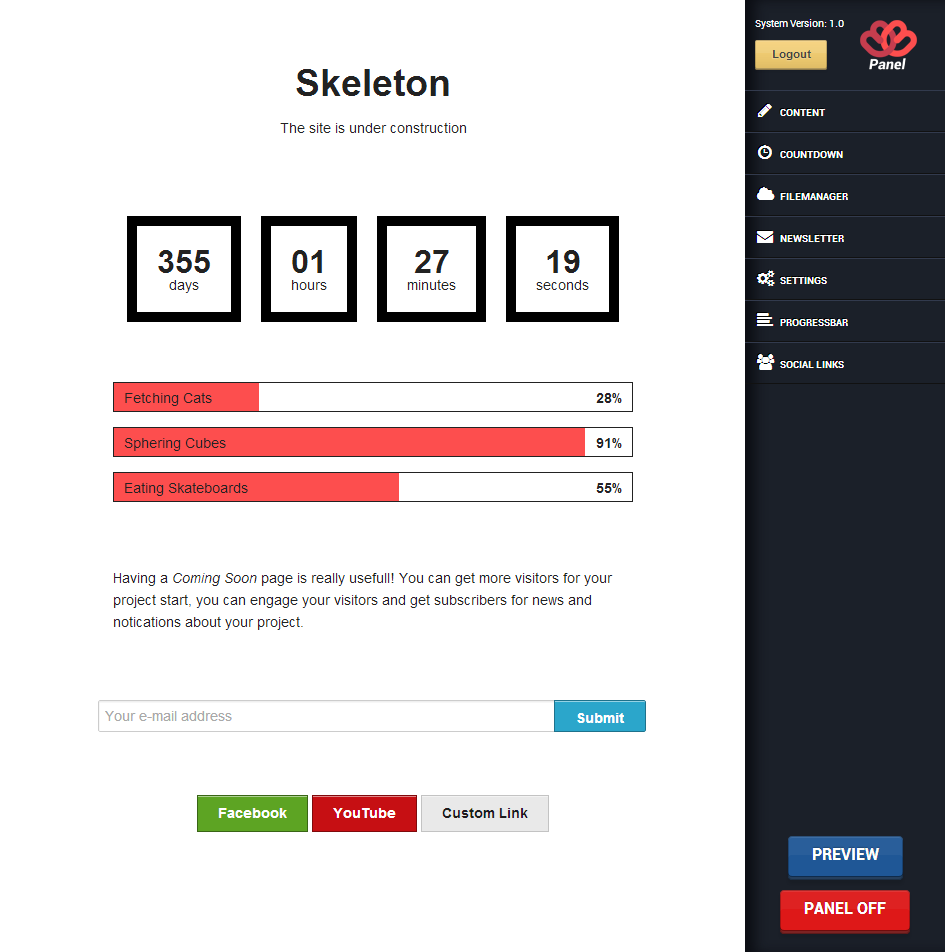 Skeleton
The site is under construction
355
days
01
hours
27
minutes
19
seconds
Fetching Cats 28%
Sphering Cubes 91%
Eating Skateboards 55%
Having a Coming Soon page is really usefull! You can get more visitors for your
project start, you can engage your visitors and get subscribers for news and
notications about your project.
Your e-mail address Submit
Facebook YouTube Custom Link
System Version: 1.0
Logout
Panel
CONTENT
COUNTDOWN
FILEMANAGER
NEWSLETTER
SETTINGS
PROGRESSBAR
SOCIAL LINKS
PREVIEW
PANEL OFF